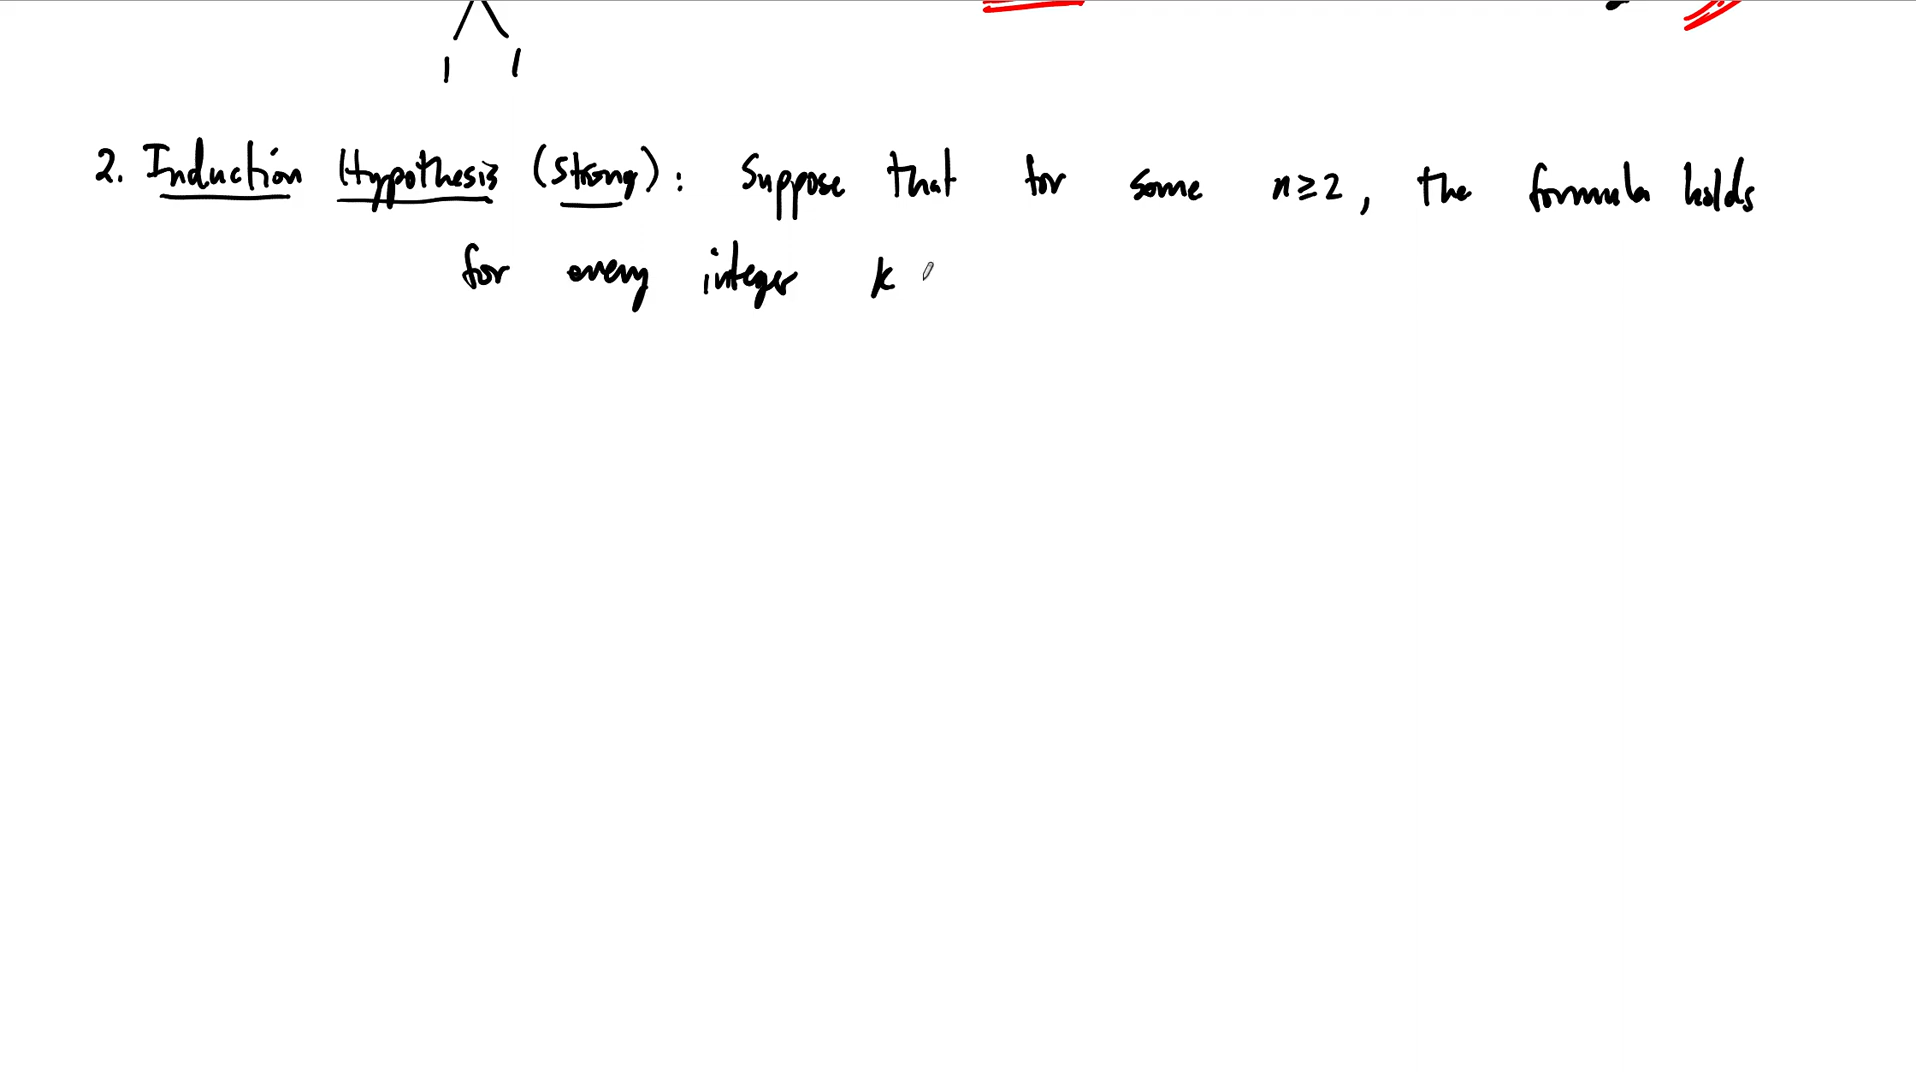 1 1
2. Induction Hypothesis (Strong): Suppose that for some n ≥ 2, the formula holds
for every integer k